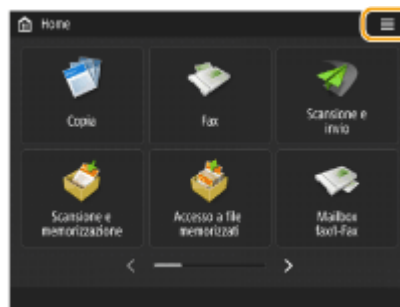 Home
Copia
Fax
Scansione e
invio
Scansione e
memorizzazione
Accesso a file
memorizzati
Mailbox
fax/I-Fax